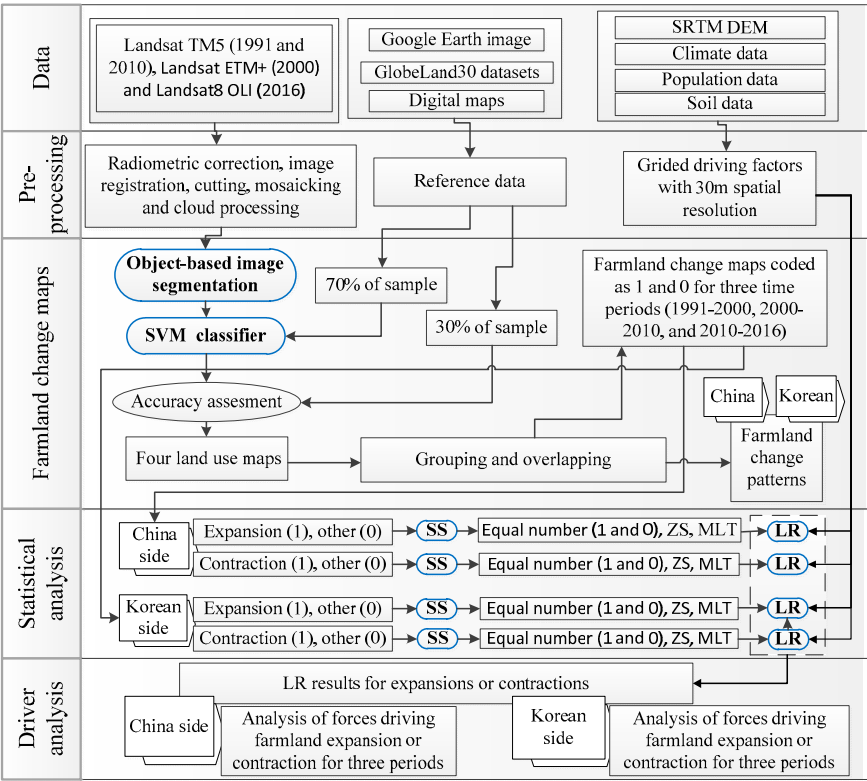 Data
Landsat TM5 (1991 and
2010), Landsat ETM+ (2000)
and Landsat8 OLI (2016)
Google Earth image
GlobeLand30 datasets
Digital maps
SRTM DEM
Climate data
Population data
Soil data
Pre-
processing
Radiometric correction, image
registration, cutting, mosaicking
and cloud processing
Reference data
Grided driving factors
with 30m spatial
resolution
Farmland change maps
Object-based image
segmentation
SVM classifier
70% of sample
30% of sample
Farmland change maps coded
as 1 and 0 for three time
periods (1991-2000, 2000-
2010, and 2010-2016)
Accuracy assesment
Four land use maps
Grouping and overlapping
China
Korean
Farmland
change
patterns
Statistical
analysis
China
side
Expansion (1), other (0)
SS
Equal number (1 and 0), ZS, MLT
LR
Contraction (1), other (0)
SS
Equal number (1 and 0), ZS, MLT
LR
Korean
side
Expansion (1), other (0)
SS
Equal number (1 and 0), ZS, MLT
LR
Contraction (1), other (0)
SS
Equal number (1 and 0), ZS, MLT
LR
Driver
analysis
LR results for expansions or contractions
China side
Analysis of forces driving
farmland expansion or
contraction for three periods
Korean
side
Analysis of forces driving
farmland expansion or
contraction for three periods